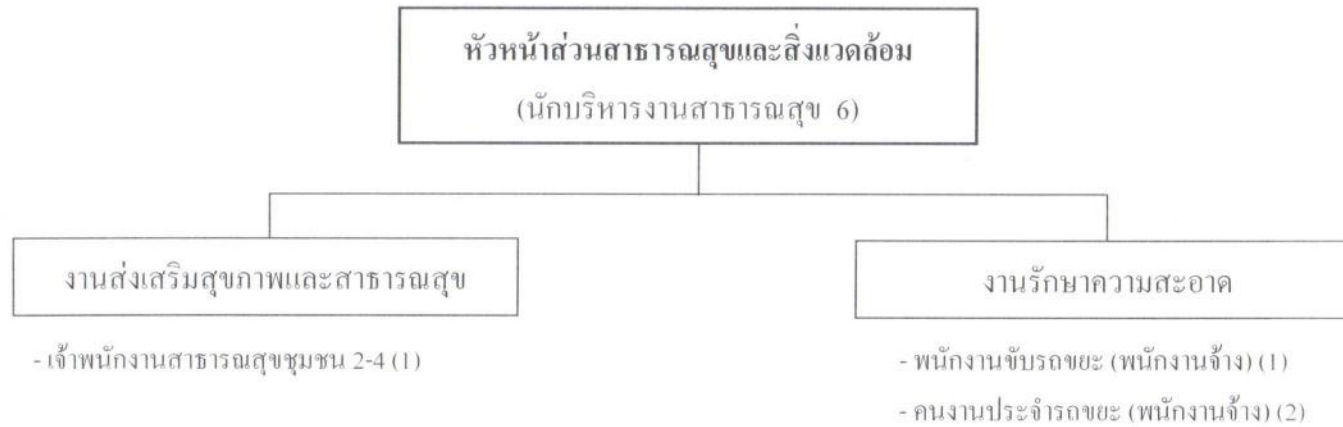 หัวหน้าส่วนสาธารณสุขและสิ่งแวดล้อม
(นักบริหารงานสาธารณสุข 6)
งานส่งเสริมสุขภาพและสาธารณสุข
- เจ้าพนักงานสาธารณสุขชุมชน 2-4 (1)
งานรักษาความสะอาด
- พนักงานขับรถขยะ (พนักงานจ้าง) (1)
- คนงานประจำรถขยะ (พนักงานจ้าง) (2)